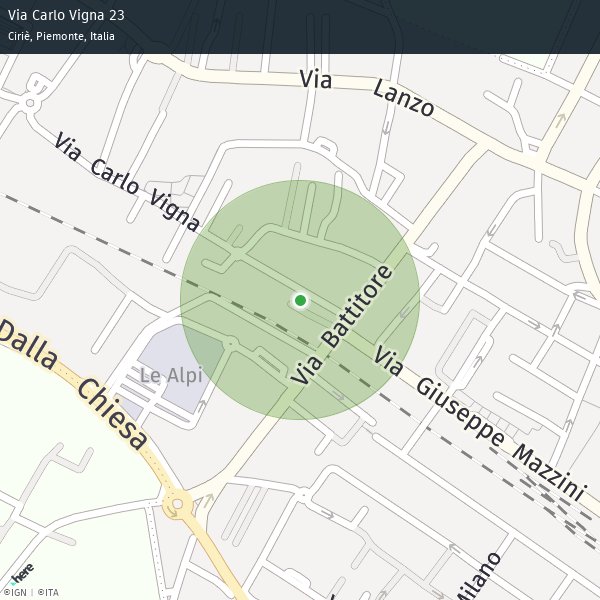 Via Carlo Vigna 23
Ciriè, Piemonte, Italia
Via Lanzo
Via Carlo Vigna
Via Battitore
Dalla Chiesa
Le Alpi
Via Giuseppe Mazzini
Milano
here
©IGN | ©ITA